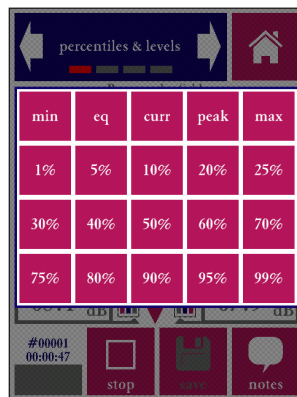 percentiles & levels
min eq curr peak max
1% 5% 10% 20% 25%
30% 40% 50% 60% 70%
75% 80% 90% 95% 99%
dB dB
#00001
00:00:47
stop save notes